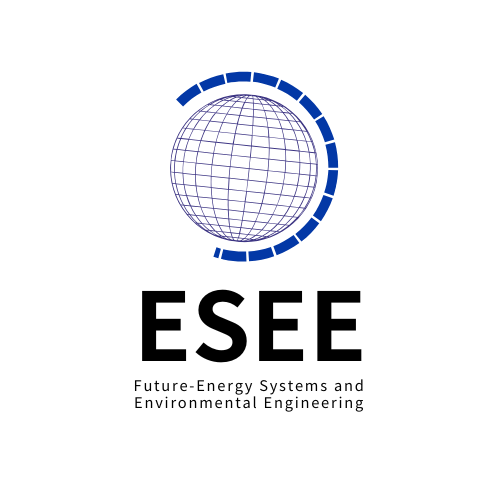 ESEE
Future-Energy Systems and
Environmental Engineering